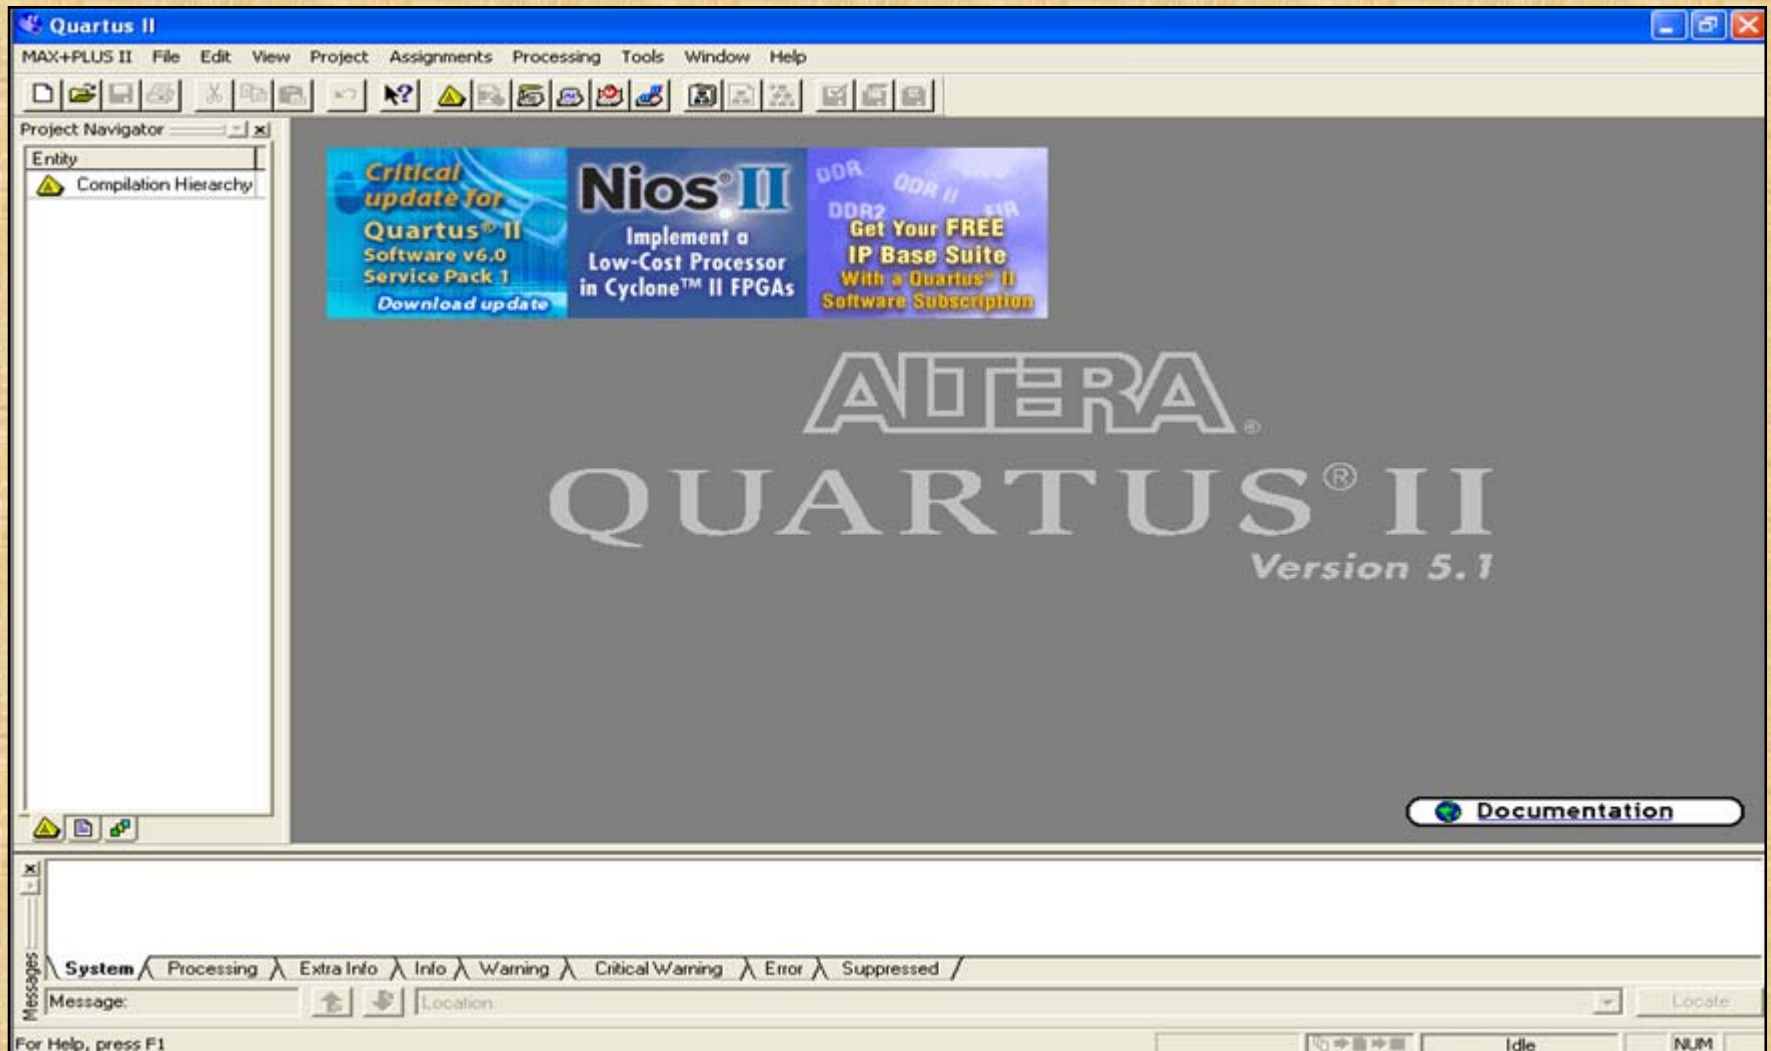 Quartus II
MAX+PLUS II File Edit View Project Assignments Processing Tools Window Help
Project Navigator
Entity
Compilation Hierarchy
Critical
update for
Quartus® II
Software v6.0
Service Pack 1
Download update
Nios® II
Implement a
Low-Cost Processor
in Cyclone™ II FPGAs
DDR
QDR II
DDR2
FIR
Get Your FREE
IP Base Suite
With a Quartus® II
Software Subscription
ALTERA®
QUARTUS® II
Version 5.1
Documentation
Messages
System Processing Extra Info Info Warning Critical Warning Error Suppressed
Message:
Location:
Locate
For Help, press F1
Idle
NUM